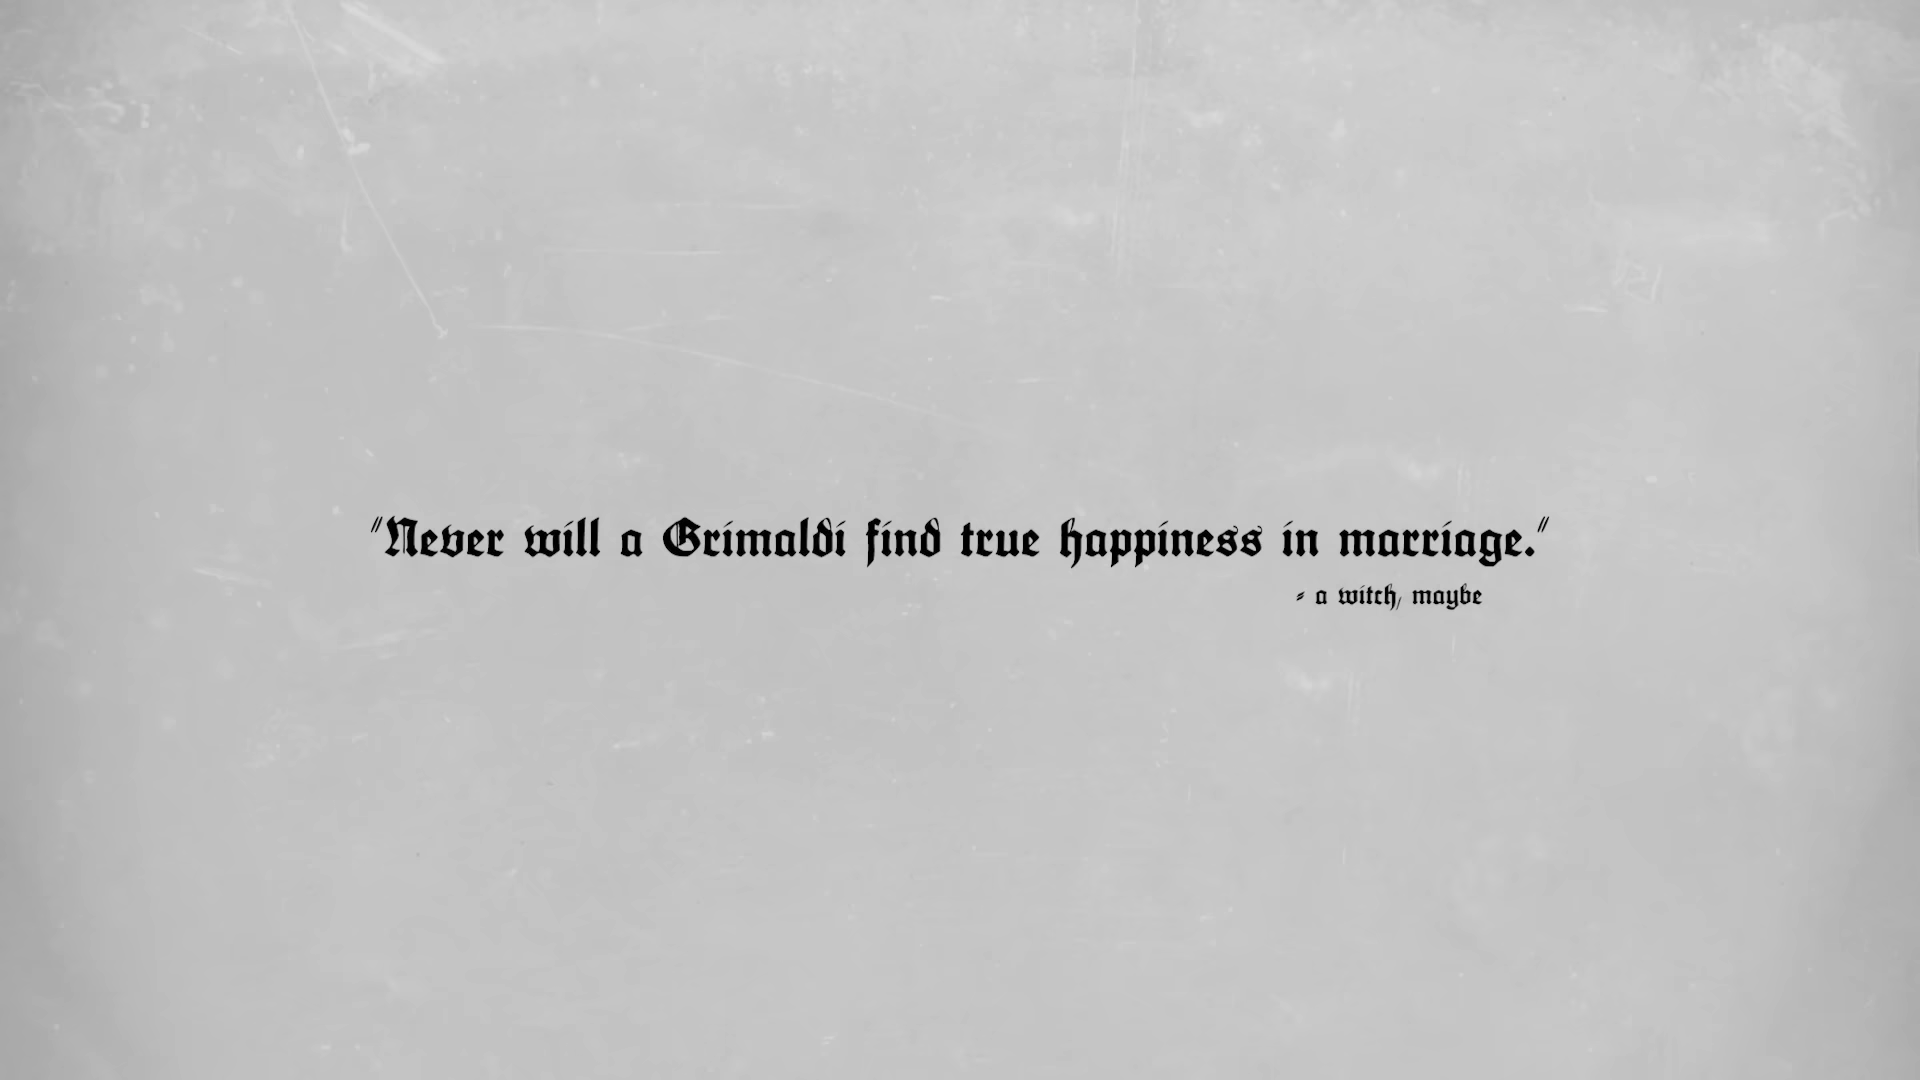 "Never will a Grimaldi find true happiness in marriage."
- a witch, maybe